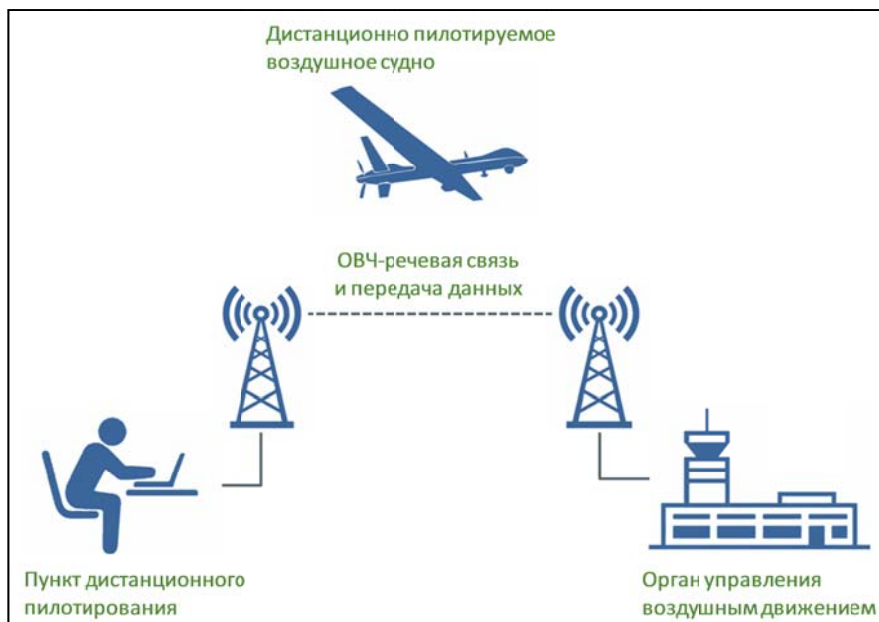 Дистанционно пилотируемое
воздушное судно
ОВЧ-речевая связь
и передача данных
Пункт дистанционного
пилотирования
Орган управления
воздушным движением